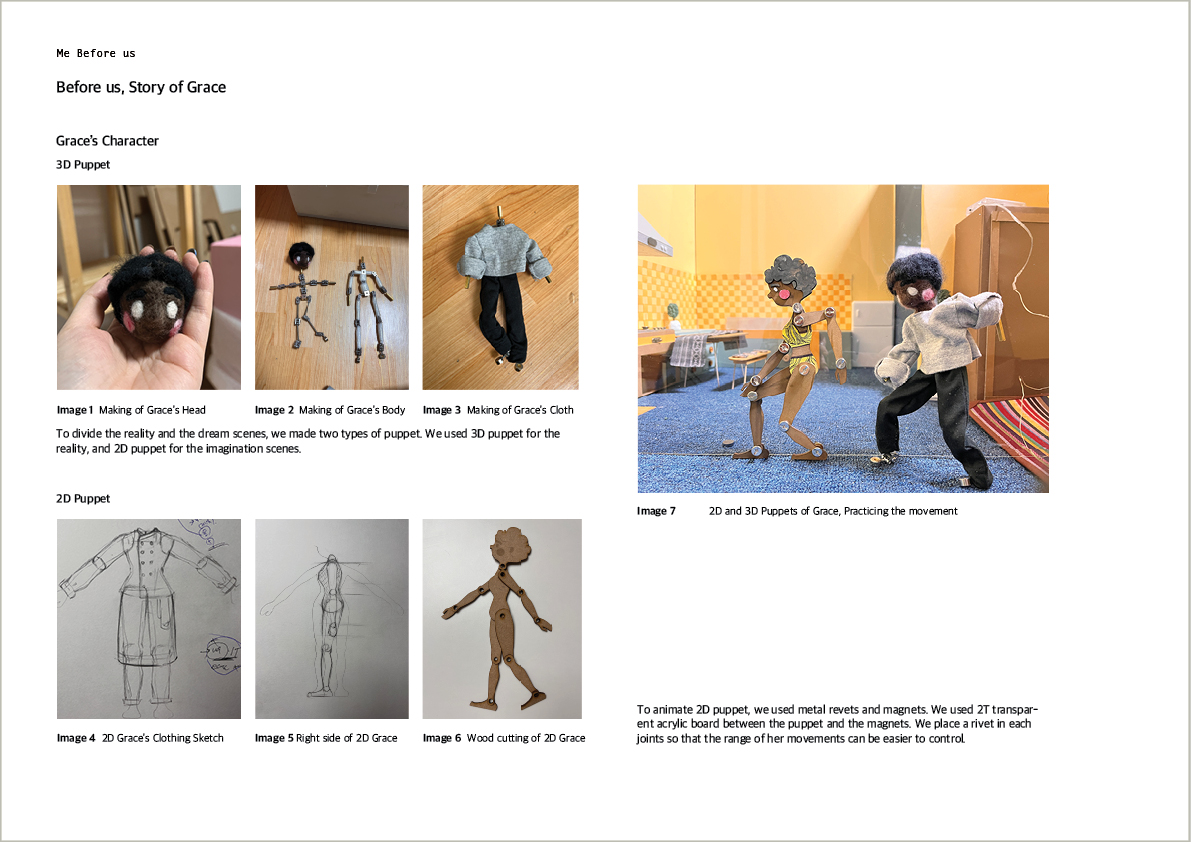 Me Before us
Before us, Story of Grace
Grace's Character
3D Puppet
Image 1 Making of Grace's Head
Image 2 Making of Grace's Body
Image 3 Making of Grace's Cloth
To divide the reality and the dream scenes, we made two types of puppet. We used 3D puppet for the
reality, and 2D puppet for the imagination scenes.
2D Puppet
Image 4 2D Grace's Clothing Sketch
Image 5 Right side of 2D Grace
Image 6 Wood cutting of 2D Grace
Image 7 2D and 3D Puppets of Grace, Practicing the movement
To animate 2D puppet, we used metal revets and magnets. We used 2T transpar-
ent acrylic board between the puppet and the magnets. We place a rivet in each
joints so that the range of her movements can be easier to control.